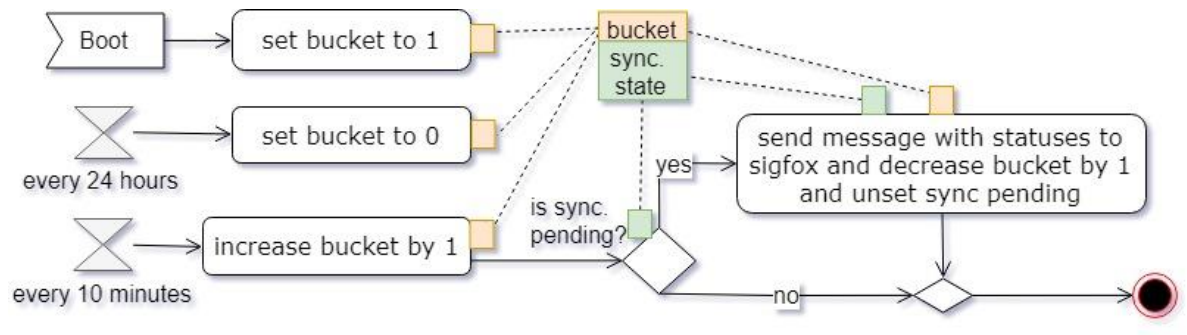 Boot
set bucket to 1
bucket
sync.
state
set bucket to 0
every 24 hours
send message with statuses to
sigfox and decrease bucket by 1
and unset sync pending
yes
is sync.
pending?
increase bucket by 1
every 10 minutes
no